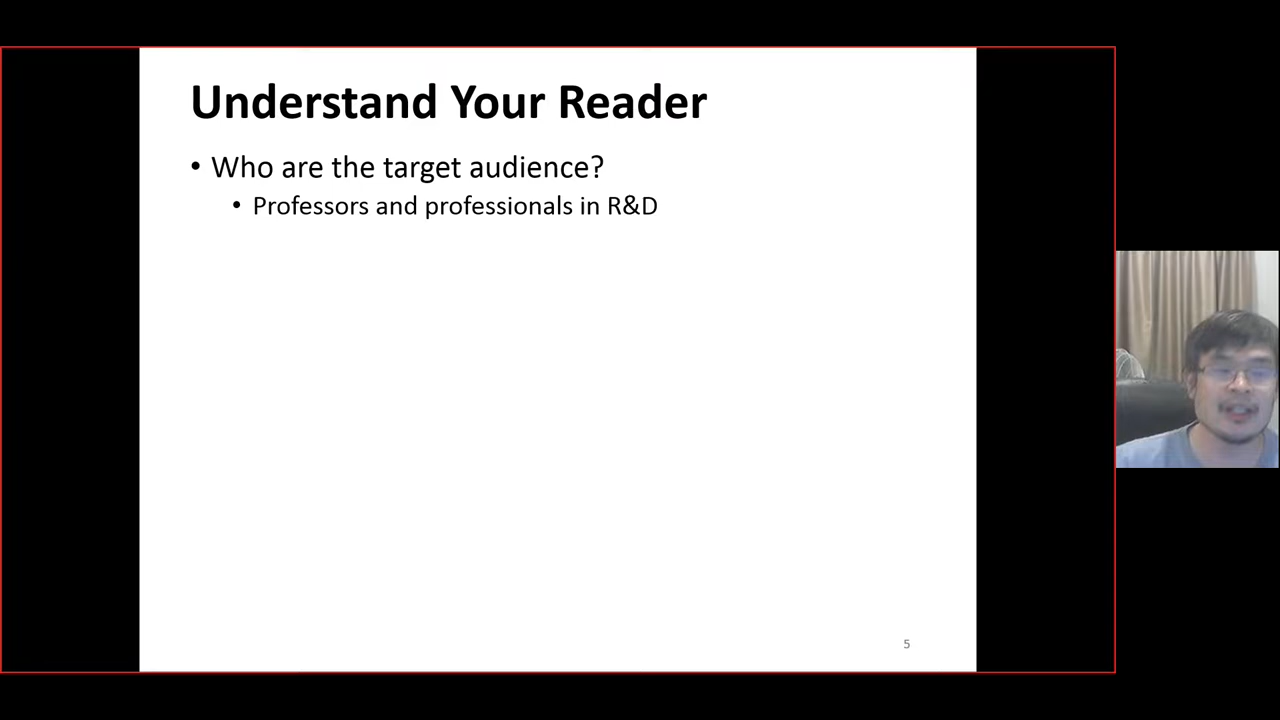 Understand Your Reader
• Who are the target audience?
• Professors and professionals in R&D
5